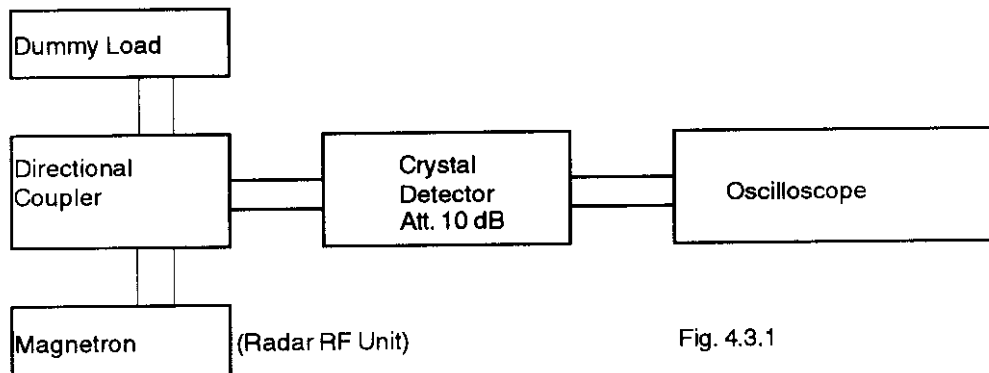 Dummy Load
Directional
Coupler
Crystal
Detector
Att. 10 dB
Oscilloscope
Magnetron
(Radar RF Unit)
Fig. 4.3.1